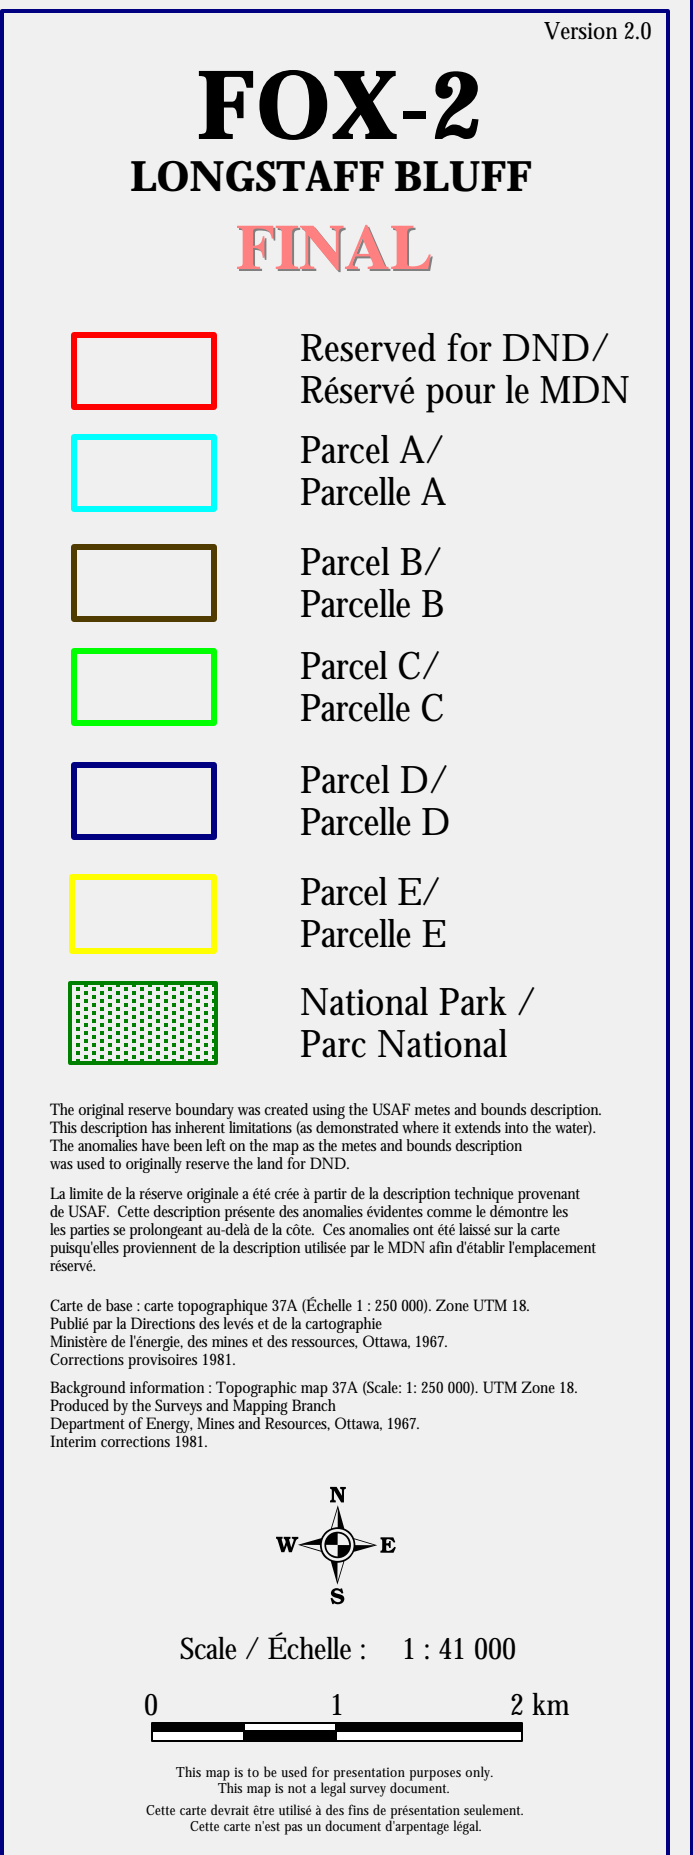 Version 2.0
FOX-2
LONGSTAFF BLUFF
FINAL
Reserved for DND/
Réservé pour le MDN
Parcel A/
Parcelle A
Parcel B/
Parcelle B
Parcel C/
Parcelle C
Parcel D/
Parcelle D
Parcel E/
Parcelle E
National Park /
Parc National
The original reserve boundary was created using the USAF metes and bounds description.
This description has inherent limitations (as demonstrated where it extends into the water).
The anomalies have been left on the map as the metes and bounds description
was used to originally reserve the land for DND.
La limite de la réserve originale a été crée à partir de la description technique provenant
de USAF. Cette description présente des anomalies évidentes comme le démontre les
les parties se prolongeant au-delà de la côte. Ces anomalies ont été laissé sur la carte
puisqu'elles proviennent de la description utilisée par le MDN afin d'établir l'emplacement
réservé.
Carte de base : carte topographique 37A (Échelle 1 : 250 000). Zone UTM 18.
Publié par la Directions des levés et de la cartographie
Ministère de l'énergie, des mines et des ressources, Ottawa, 1967.
Corrections provisoires 1981.
Background information : Topographic map 37A (Scale: 1: 250 000). UTM Zone 18.
Produced by the Surveys and Mapping Branch
Department of Energy, Mines and Resources, Ottawa, 1967.
Interim corrections 1981.
N
W E
S
Scale / Échelle : 1 : 41 000
0 1 2 km
This map is to be used for presentation purposes only.
This map is not a legal survey document.
Cette carte devrait être utilisé à des fins de présentation seulement.
Cette carte n'est pas un document d'arpentage légal.